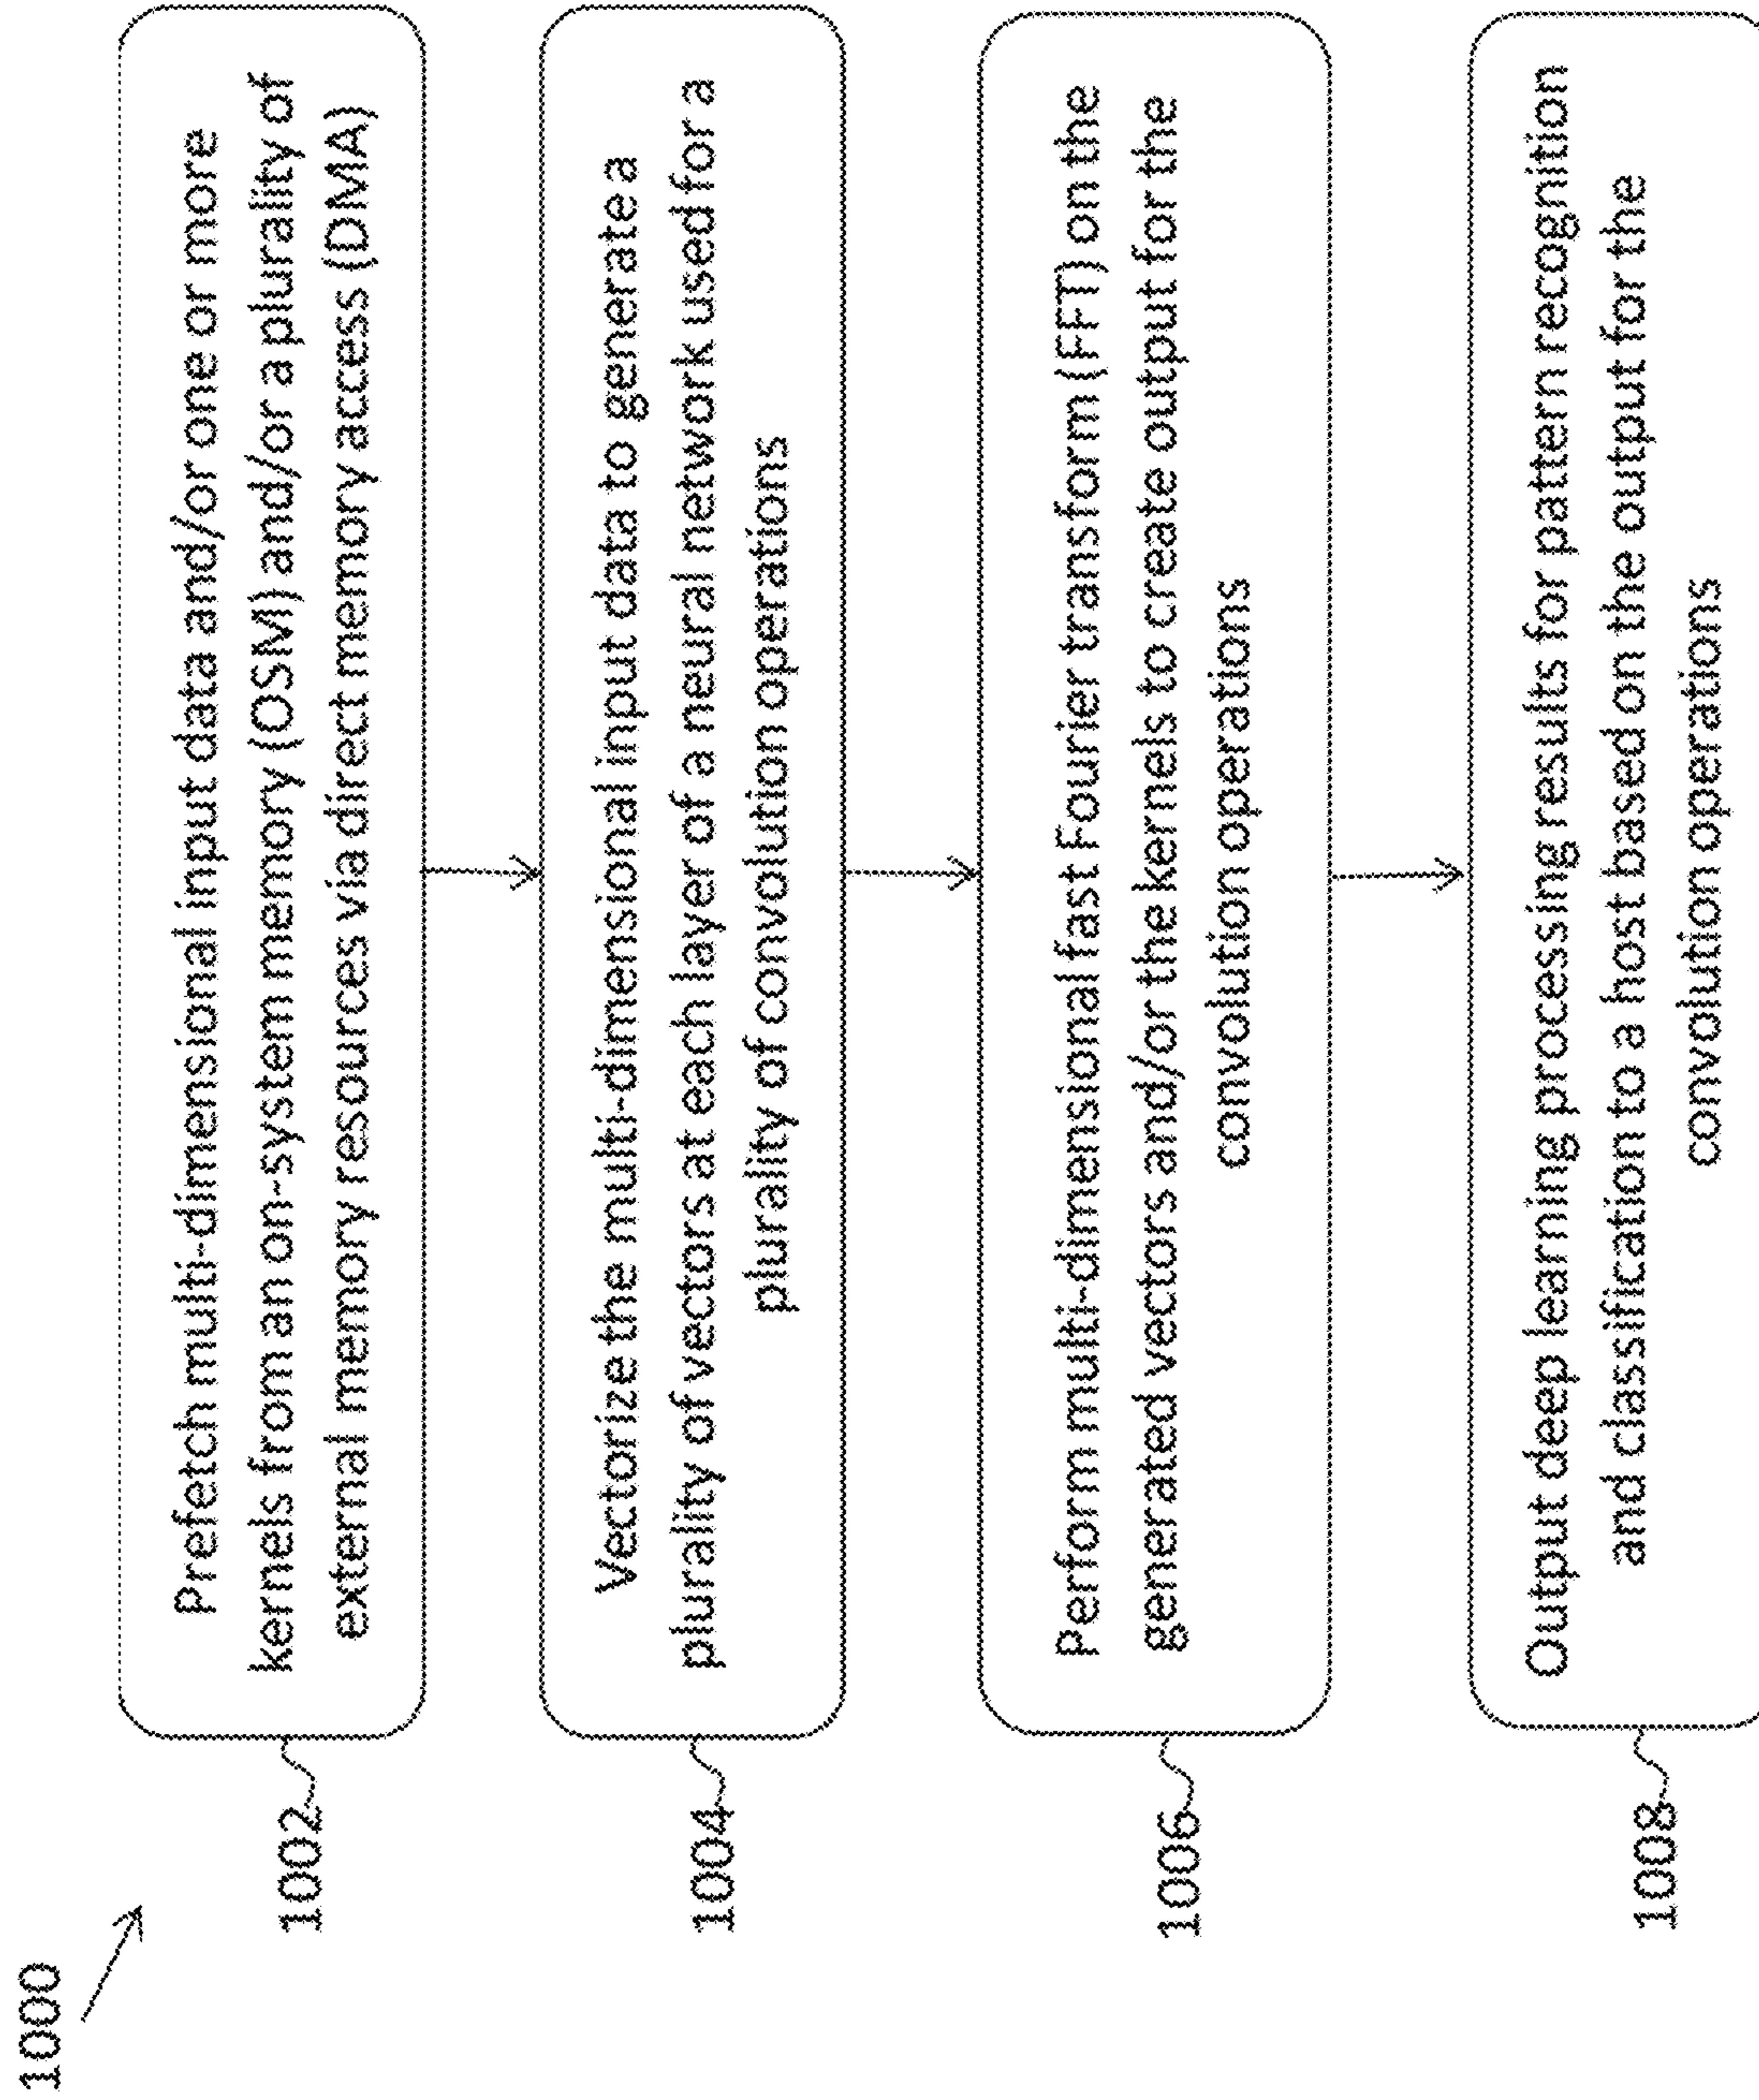 1000
1002
Prefetch multi-dimensional input data and/or one or more
kernels from an on-system memory (OSM) and/or a plurality of
external memory resources via direct memory access (DMA)
1004
Vectorize the multi-dimensional input data to generate a
plurality of vectors at each layer of a neural network used for a
plurality of convolution operations
1006
Perform multi-dimensional fast Fourier transform (FFT) on the
generated vectors and/or the kernels to create output for the
convolution operations
1008
Output deep learning processing results for pattern recognition
and classification to a host based on the output for the
convolution operations